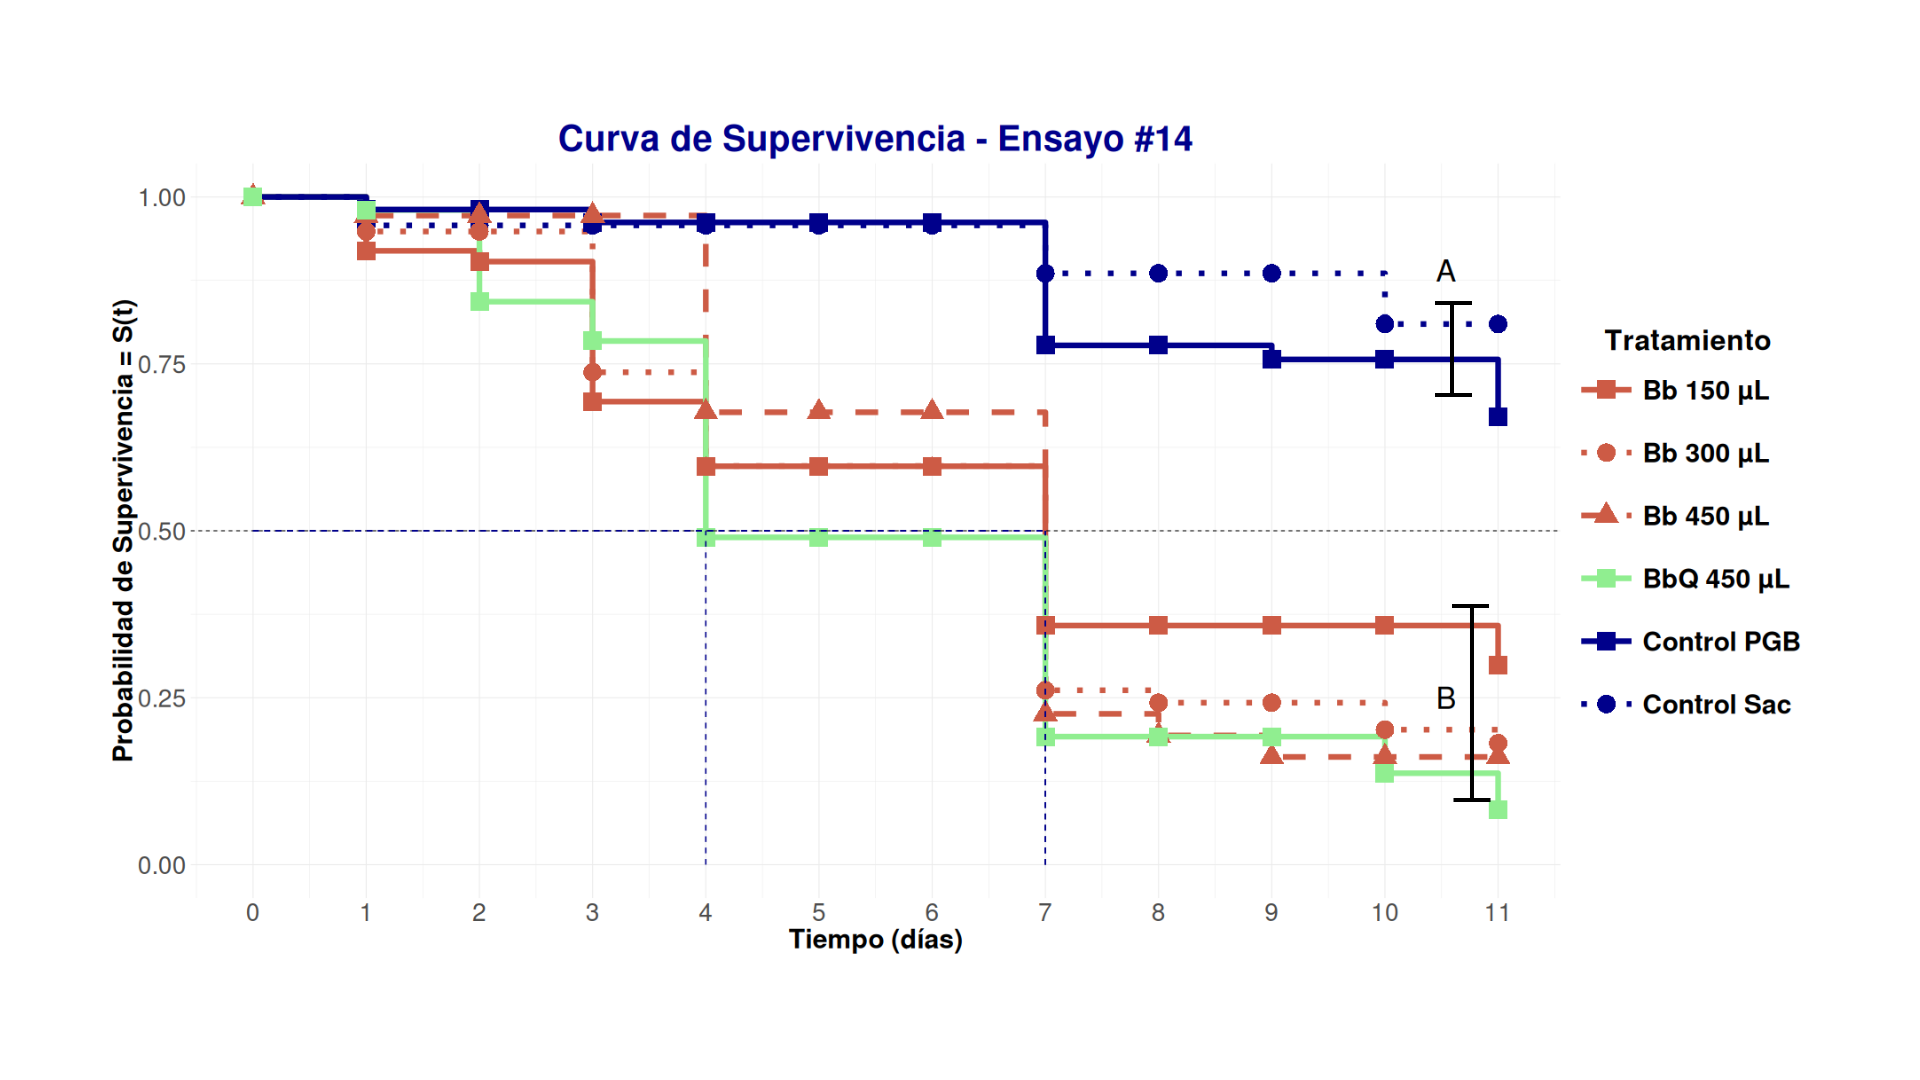 Curva de Supervivencia - Ensayo #14
Probabilidad de Supervivencia = S(t)
1.00
0.75
0.50
0.25
0.00
A
B
0 1 2 3 4 5 6 7 8 9 10 11
Tiempo (días)
Tratamiento
Bb 150 µL
Bb 300 µL
Bb 450 µL
BbQ 450 µL
Control PGB
Control Sac